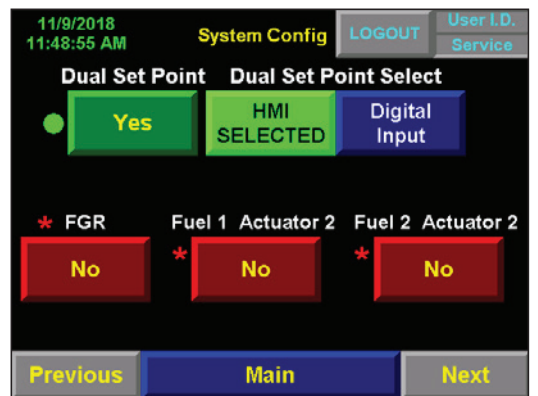 11/9/2018
11:48:55 AM
System Config
LOGOUT
User I.D.
Service
Dual Set Point
Dual Set Point Select
Yes
HMI
SELECTED
Digital
Input
* FGR
Fuel 1 Actuator 2
Fuel 2 Actuator 2
No
* No
* No
Previous
Main
Next